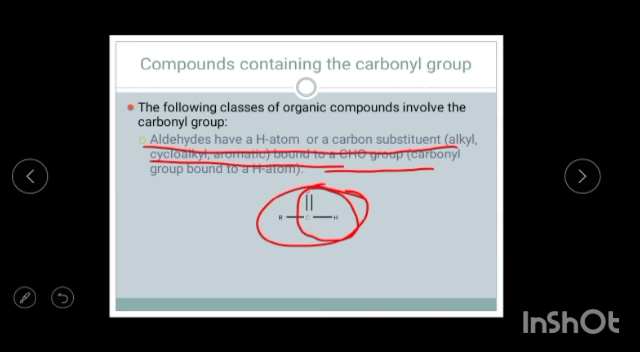 Compounds containing the carbonyl group
The following classes of organic compounds involve the
carbonyl group:
Aldehydes have a H-atom or a carbon substituent (alkyl,
cycloalkyl, aromatic) bound to a CHO group (carbonyl
group bound to a H-atom).
R C H
InShOt